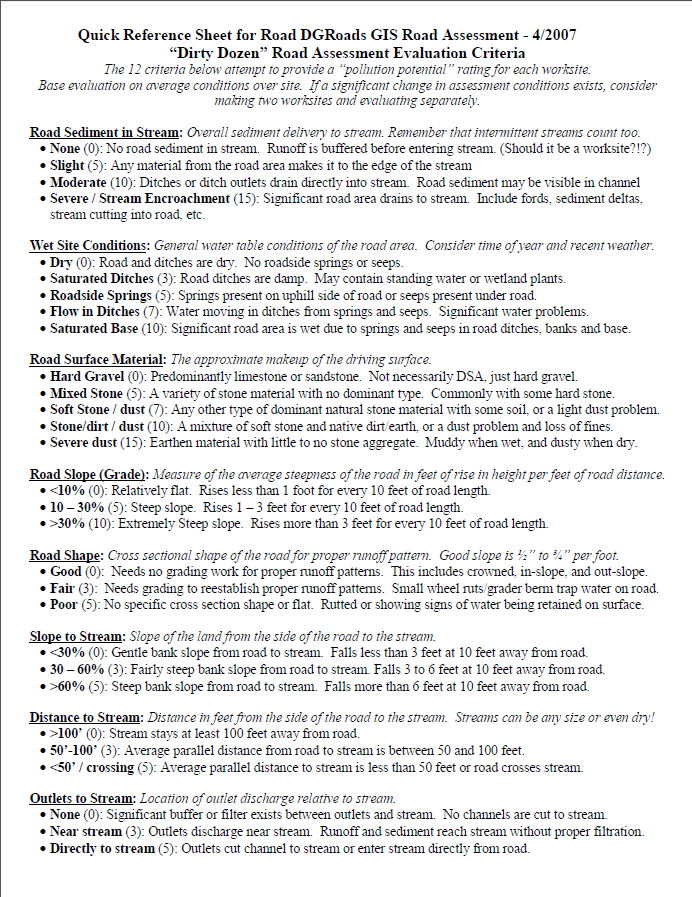 Quick Reference Sheet for Road DGRoads GIS Road Assessment - 4/2007
“Dirty Dozen” Road Assessment Evaluation Criteria
The 12 criteria below attempt to provide a “pollution potential” rating for each worksite.
Base evaluation on average conditions over site. If a significant change in assessment conditions exists, consider
making two worksites and evaluating separately.
Road Sediment in Stream: Overall sediment delivery to stream. Remember that intermittent streams count too.
• None (0): No road sediment in stream. Runoff is buffered before entering stream. (Should it be a worksite?!?)
• Slight (5): Any material from the road area makes it to the edge of the stream
• Moderate (10): Ditches or ditch outlets drain directly into stream. Road sediment may be visible in channel
• Severe / Stream Encroachment (15): Significant road area drains to stream. Include fords, sediment deltas,
stream cutting into road, etc.
Wet Site Conditions: General water table conditions of the road area. Consider time of year and recent weather.
• Dry (0): Road and ditches are dry. No roadside springs or seeps.
• Saturated Ditches (3): Road ditches are damp. May contain standing water or wetland plants.
• Roadside Springs (5): Springs present on uphill side of road or seeps present under road.
• Flow in Ditches (7): Water moving in ditches from springs and seeps. Significant water problems.
• Saturated Base (10): Significant road area is wet due to springs and seeps in road ditches, banks and base.
Road Surface Material: The approximate makeup of the driving surface.
• Hard Gravel (0): Predominantly limestone or sandstone. Not necessarily DSA, just hard gravel.
• Mixed Stone (5): A variety of stone material with no dominant type. Commonly with some hard stone.
• Soft Stone / dust (7): Any other type of dominant natural stone material with some soil, or a light dust problem.
• Stone/dirt / dust (10): A mixture of soft stone and native dirt/earth, or a dust problem and loss of fines.
• Severe dust (15): Earthen material with little to no stone aggregate. Muddy when wet, and dusty when dry.
Road Slope (Grade): Measure of the average steepness of the road in feet of rise in height per feet of road distance.
• <10% (0): Relatively flat. Rises less than 1 foot for every 10 feet of road length.
• 10 – 30% (5): Steep slope. Rises 1 – 3 feet for every 10 feet of road length.
• >30% (10): Extremely Steep slope. Rises more than 3 feet for every 10 feet of road length.
Road Shape: Cross sectional shape of the road for proper runoff pattern. Good slope is ½” to ¾” per foot.
• Good (0): Needs no grading work for proper runoff patterns. This includes crowned, in-slope, and out-slope.
• Fair (3): Needs grading to reestablish proper runoff patterns. Small wheel ruts/grader berm trap water on road.
• Poor (5): No specific cross section shape or flat. Rutted or showing signs of water being retained on surface.
Slope to Stream: Slope of the land from the side of the road to the stream.
• <30% (0): Gentle bank slope from road to stream. Falls less than 3 feet at 10 feet away from road.
• 30 – 60% (3): Fairly steep bank slope from road to stream. Falls 3 to 6 feet at 10 feet away from road.
• >60% (5): Steep bank slope from road to stream. Falls more than 6 feet at 10 feet away from road.
Distance to Stream: Distance in feet from the side of the road to the stream. Streams can be any size or even dry!
• >100’ (0): Stream stays at least 100 feet away from road.
• 50’-100’ (3): Average parallel distance from road to stream is between 50 and 100 feet.
• <50’ / crossing (5): Average parallel distance to stream is less than 50 feet or road crosses stream.
Outlets to Stream: Location of outlet discharge relative to stream.
• None (0): Significant buffer or filter exists between outlets and stream. No channels are cut to stream.
• Near stream (3): Outlets discharge near stream. Runoff and sediment reach stream without proper filtration.
• Directly to stream (5): Outlets cut channel to stream or enter stream directly from road.